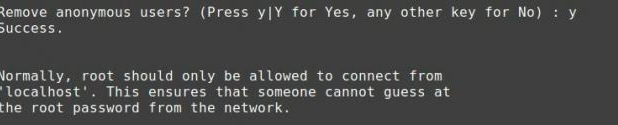 Remove anonymous users? (Press y|Y for Yes, any other key for No) : y
Success.
Normally, root should only be allowed to connect from
'localhost'. This ensures that someone cannot guess at
the root password from the network.